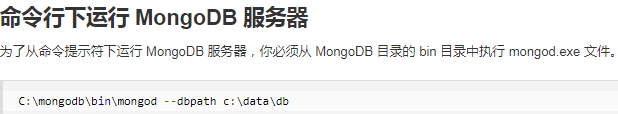 命令行下运行 MongoDB 服务器
为了从命令提示符下运行 MongoDB 服务器，你必须从 MongoDB 目录的 bin 目录中执行 mongod.exe 文件。
C:\mongodb\bin\mongod --dbpath c:\data\db